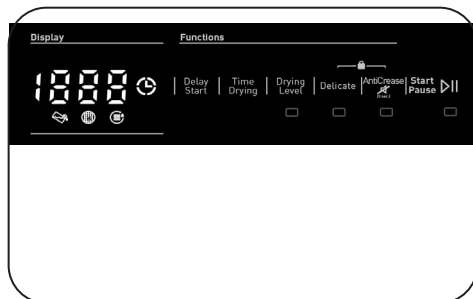 Display
Functions
1888
Delay
Start
Time
Drying
Drying
Level
Delicate
AntiCrease
Start
Pause